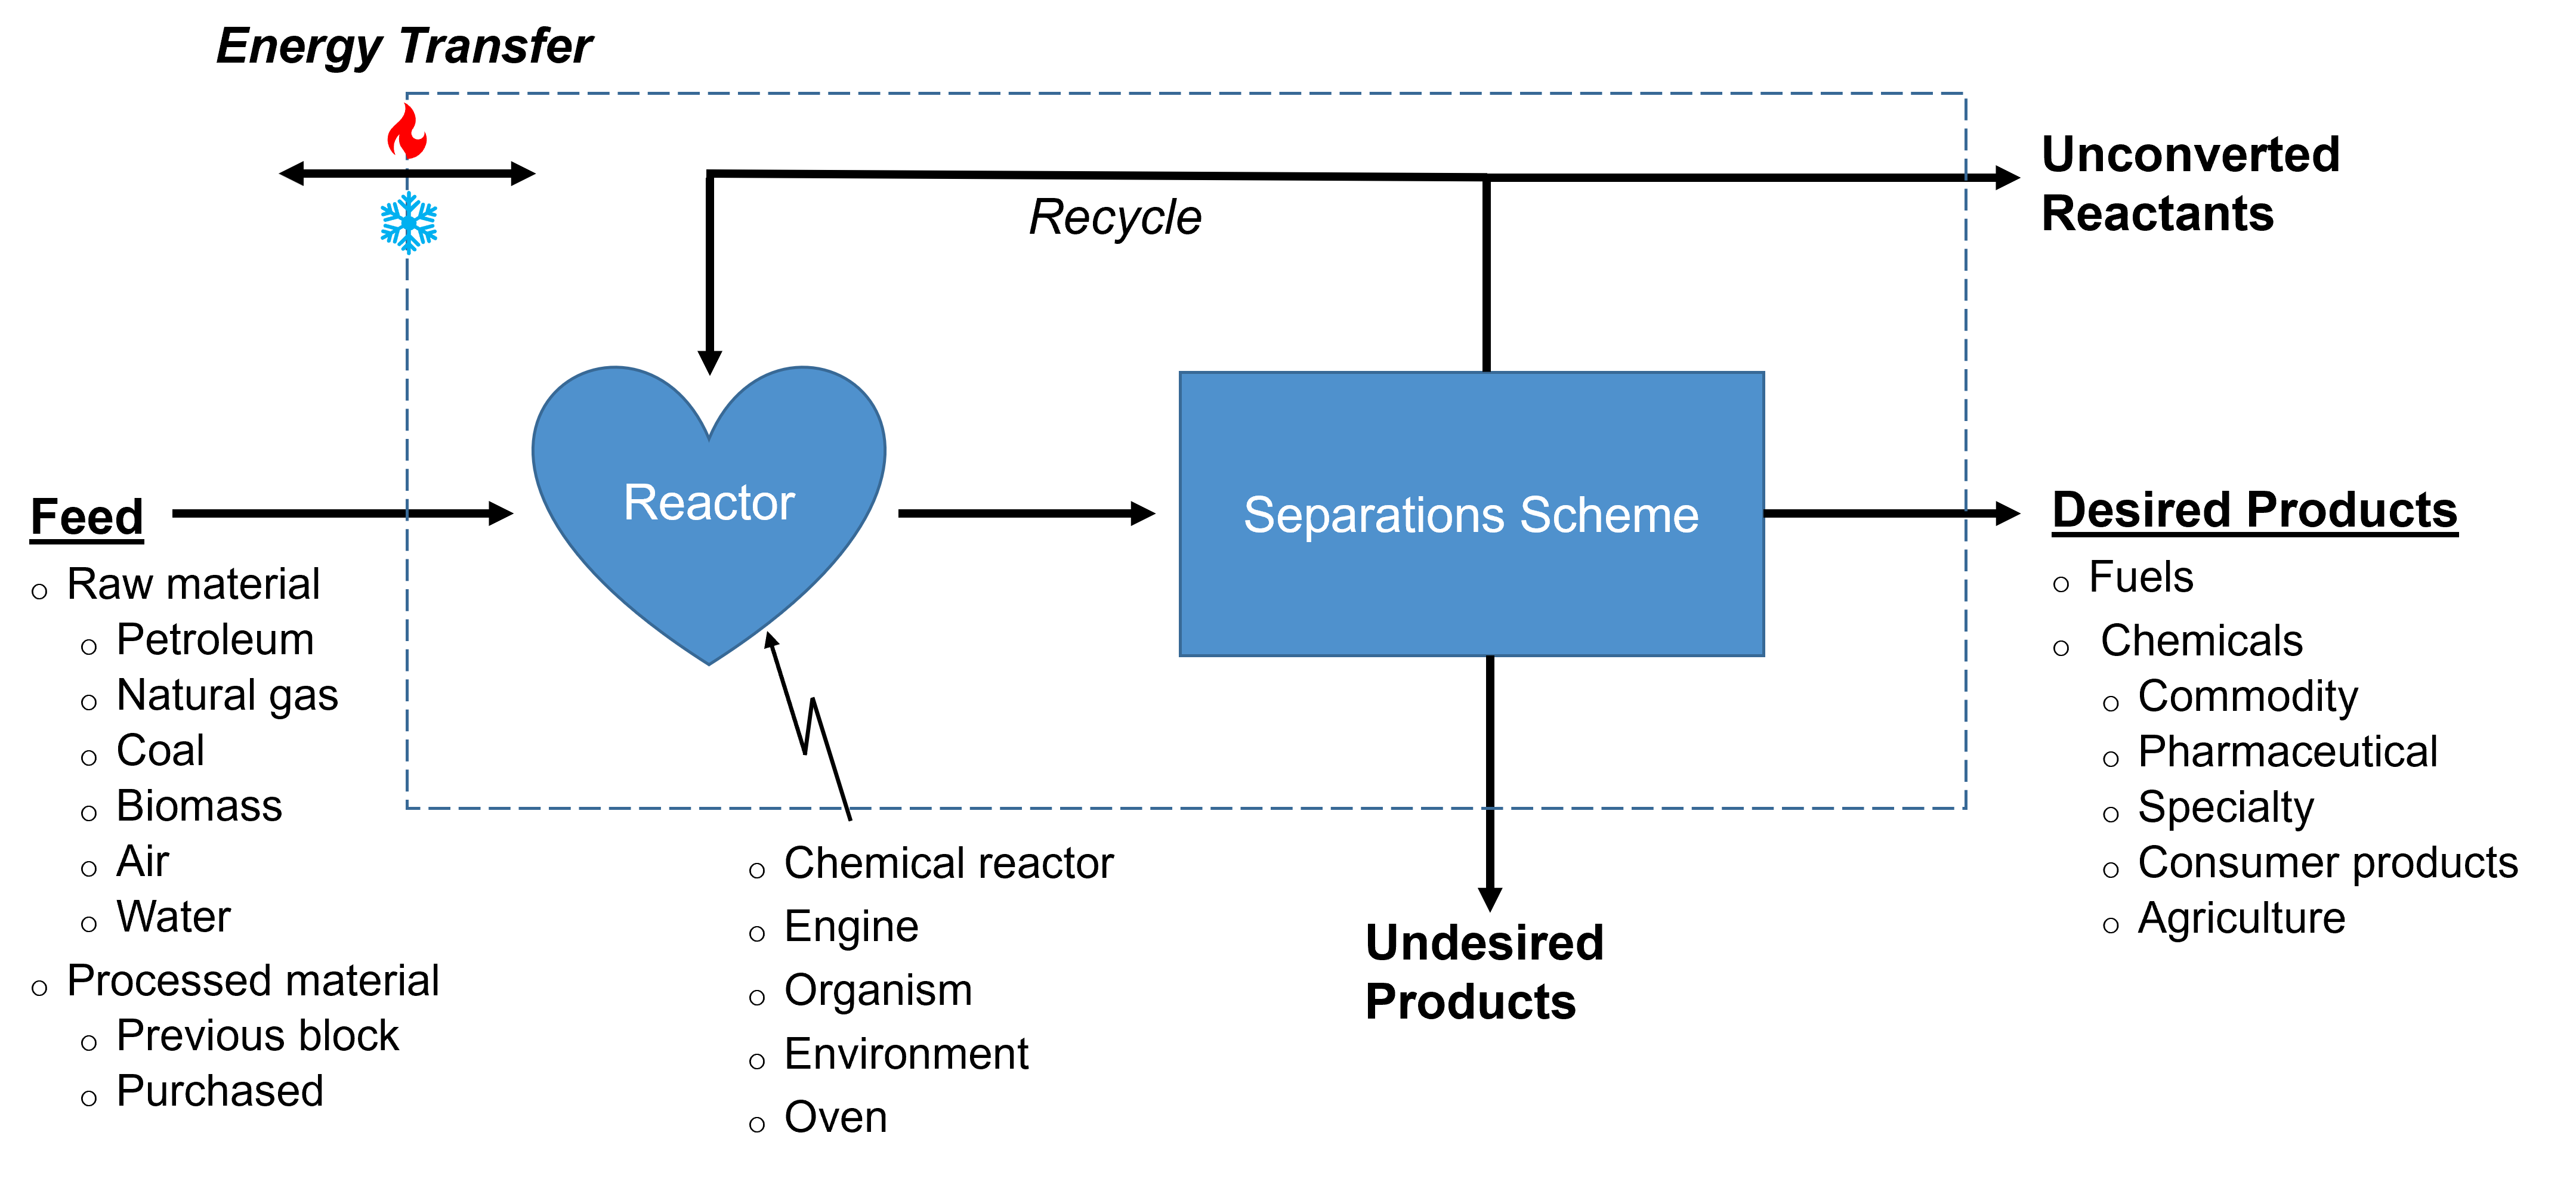 Energy Transfer
Unconverted
Reactants
Recycle
Feed
Reactor
Separations Scheme
Desired Products
Raw material
Petroleum
Natural gas
Coal
Biomass
Air
Water
Processed material
Previous block
Purchased
Chemical reactor
Engine
Organism
Environment
Oven
Undesired
Products
Fuels
Chemicals
Commodity
Pharmaceutical
Specialty
Consumer products
Agriculture